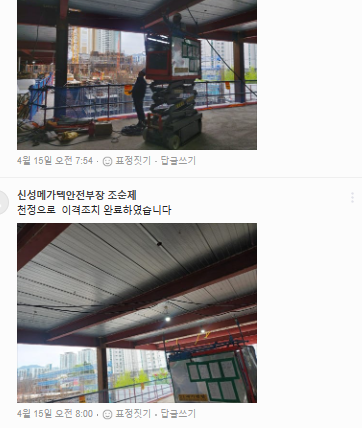 4월 15일 오전 7:54 · 표정짓기 · 답글쓰기
신성메가텍안전부장 조순제
천정으로 이격조치 완료하였습니다
4월 15일 오전 8:00 · 표정짓기 · 답글쓰기